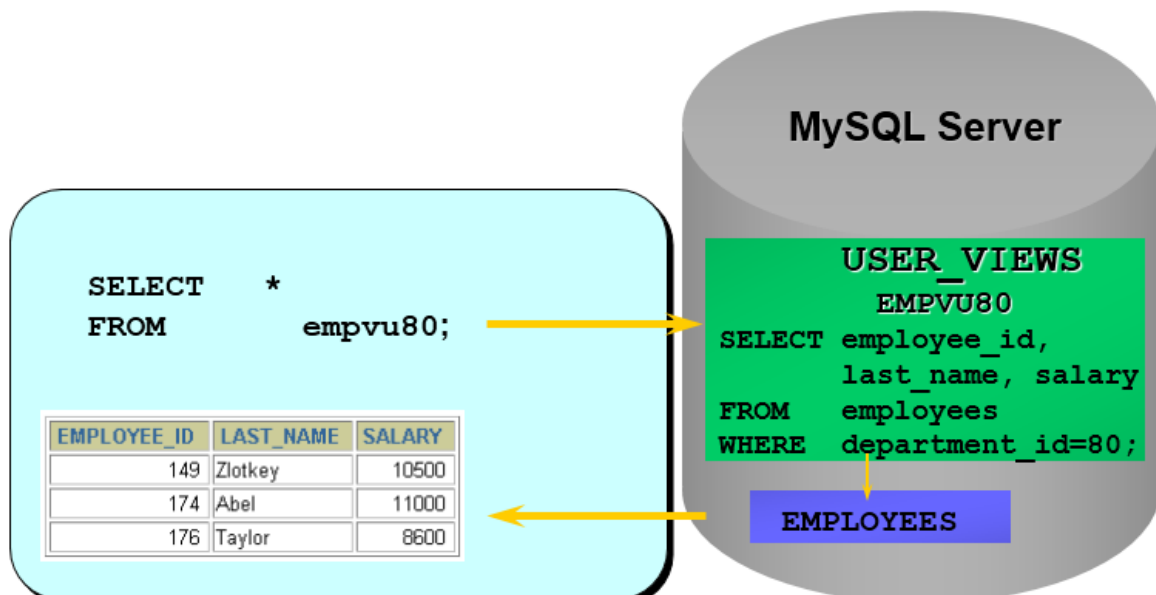 MySQL Server
SELECT *
FROM empvu80;
EMPLOYEE_ID LAST_NAME SALARY
149 Zlotkey 10500
174 Abel 11000
176 Taylor 8600
USER_VIEWS
EMPVU80
SELECT employee_id,
last_name, salary
FROM employees
WHERE department_id=80;
EMPLOYEES